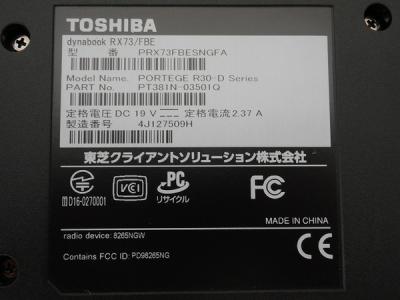 TOSHIBA
dynabook RX73/FBE
型 番 PRX73FBESNGFA
Model Name: PORTEGE R30-D Series
PART No. PT381N-03501Q
定格電圧 DC 19 V 定格電流 2.37 A
製造番号 4J127509H
東芝クライアントソリューション株式会社
VCI PC FC
D16-0270001 リサイクル
MADE IN CHINA
radio device: 8265NGW
CE
Contains FCC ID: PD98265NG